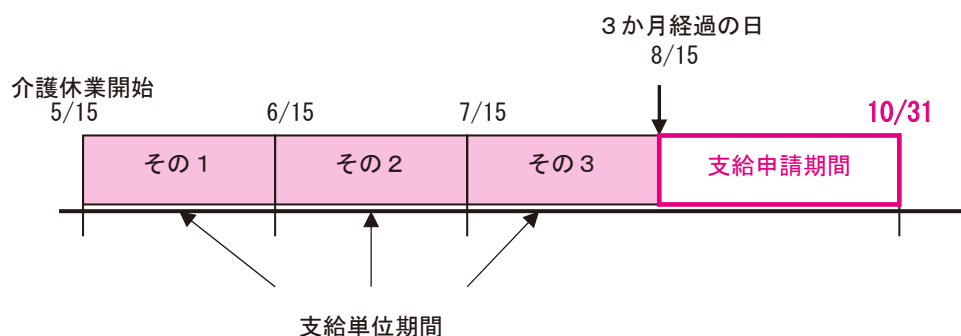 3か月経過の日
8/15
介護休業開始
5/15
6/15
7/15
10/31
その1
その2
その3
支給申請期間
支給単位期間